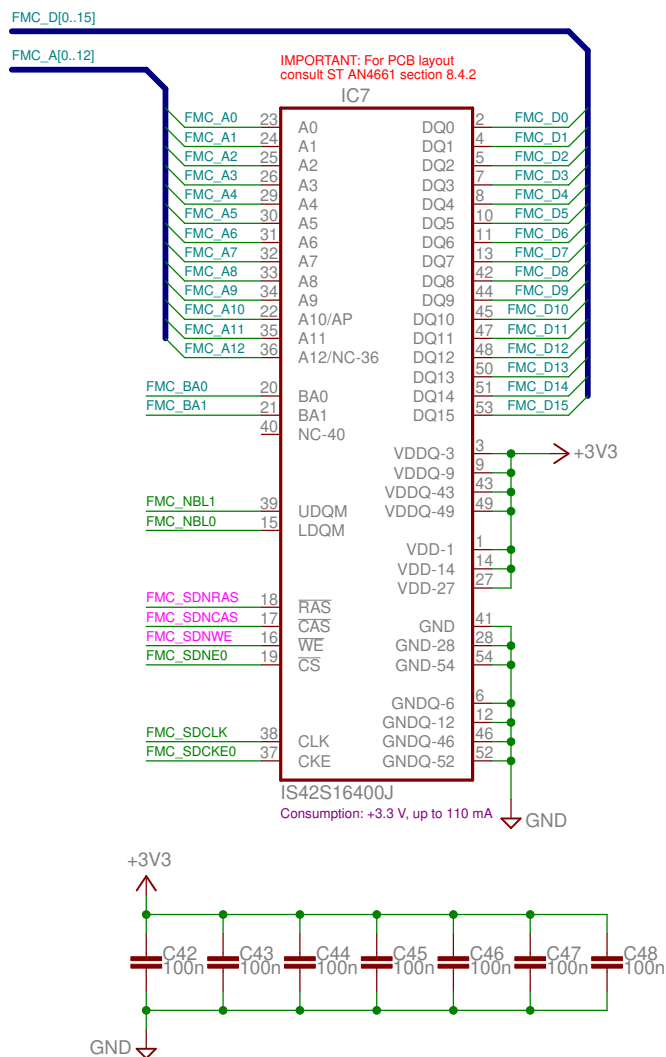 FMC_D[0..15]
FMC_A[0..12]
IMPORTANT: For PCB layout
consult ST AN4661 section 8.4.2
IC7
FMC_A0 23 A0 DQ0 2 FMC_D0
FMC_A1 24 A1 DQ1 4 FMC_D1
FMC_A2 25 A2 DQ2 5 FMC_D2
FMC_A3 26 A3 DQ3 7 FMC_D3
FMC_A4 29 A4 DQ4 8 FMC_D4
FMC_A5 30 A5 DQ5 10 FMC_D5
FMC_A6 31 A6 DQ6 11 FMC_D6
FMC_A7 32 A7 DQ7 13 FMC_D7
FMC_A8 33 A8 DQ8 42 FMC_D8
FMC_A9 34 A9 DQ9 44 FMC_D9
FMC_A10 22 A10/AP DQ10 45 FMC_D10
FMC_A11 35 A11 DQ11 47 FMC_D11
FMC_A12 36 A12/NC-36 DQ12 48 FMC_D12
DQ13 50 FMC_D13
FMC_BA0 20 BA0 DQ14 51 FMC_D14
FMC_BA1 21 BA1 DQ15 53 FMC_D15
40 NC-40
VDDQ-3 3 +3V3
VDDQ-9 9
VDDQ-43 43
FMC_NBL1 39 UDQM VDDQ-49 49
FMC_NBL0 15 LDQM
VDD-1 1
VDD-14 14
VDD-27 27
FMC_SDNRAS 18 RAS
FMC_SDNCAS 17 CAS GND 41
FMC_SDNWE 16 WE GND-28 28
FMC_SDNE0 19 CS GND-54 54
GNDQ-6 6
GNDQ-12 12
FMC_SDCLK 38 CLK GNDQ-46 46
FMC_SDCKE0 37 CKE GNDQ-52 52
IS42S16400J
Consumption: +3.3 V, up to 110 mA
GND
+3V3
C42 C43 C44 C45 C46 C47 C48
100n 100n 100n 100n 100n 100n 100n
GND